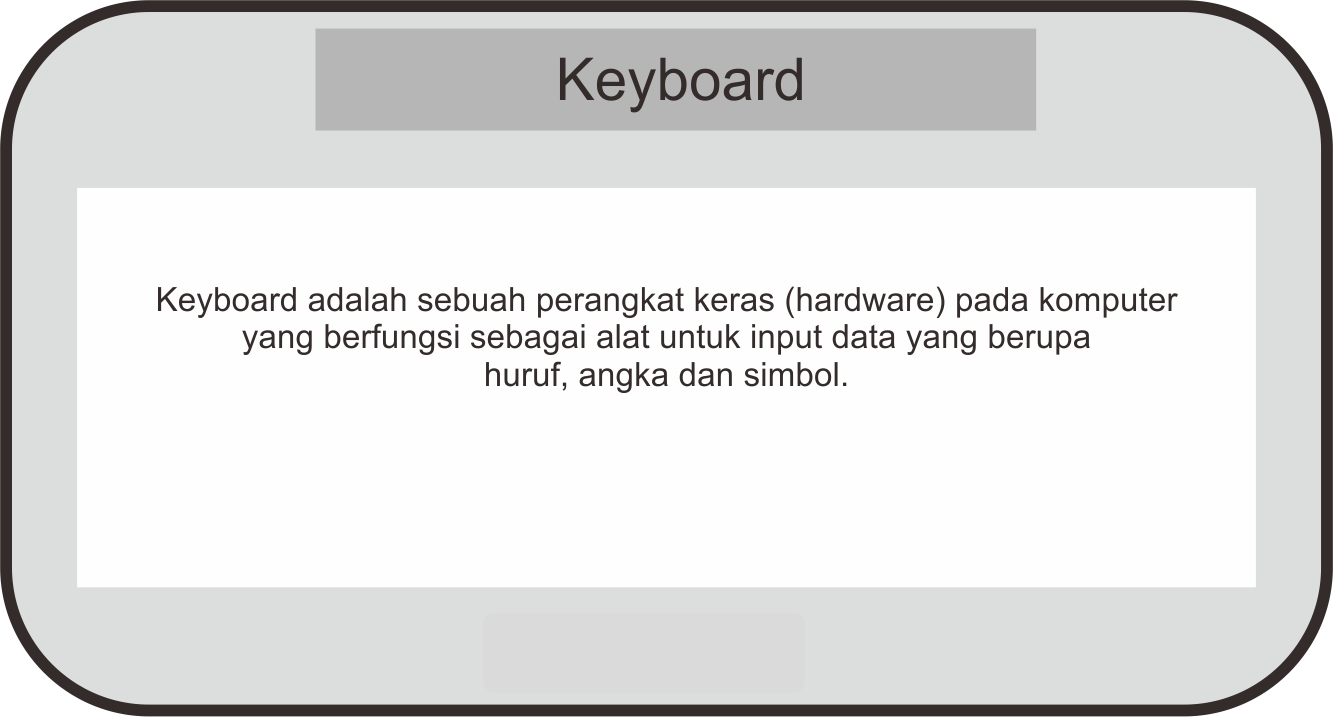 Keyboard
Keyboard adalah sebuah perangkat keras (hardware) pada komputer
yang berfungsi sebagai alat untuk input data yang berupa
huruf, angka dan simbol.